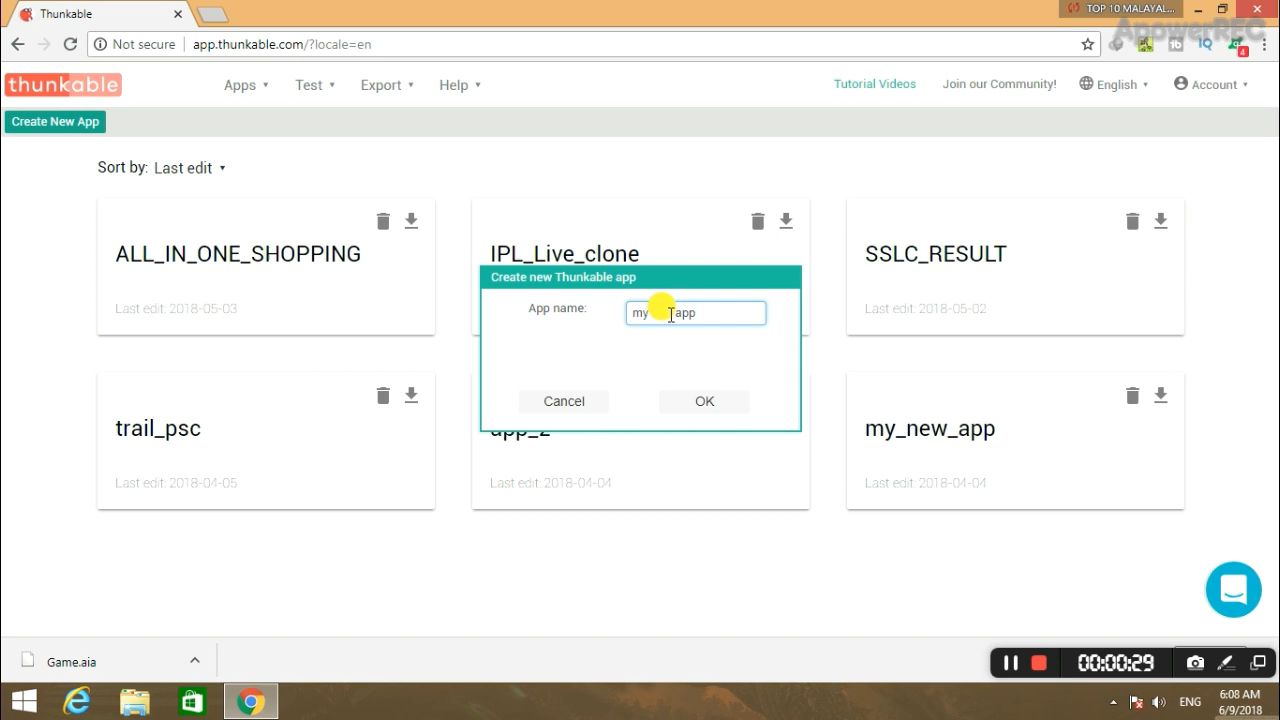 Thunkable
TOP 10 MALAYAL...
ApowerREC
Not secure
app.thunkable.com/?locale=en
thunkable
Apps
Test
Export
Help
Tutorial Videos
Join our Community!
English
Account
Create New App
Sort by: Last edit
ALL_IN_ONE_SHOPPING
Last edit: 2018-05-03
IPL_Live_clone
SSLC_RESULT
Last edit: 2018-05-02
Create new Thunkable app
App name:
my app
Cancel
OK
trail_psc
Last edit: 2018-04-05
app_2
Last edit: 2018-04-04
my_new_app
Last edit: 2018-04-04
Game.aia
00:00:29
ENG
6:08 AM
6/9/2018